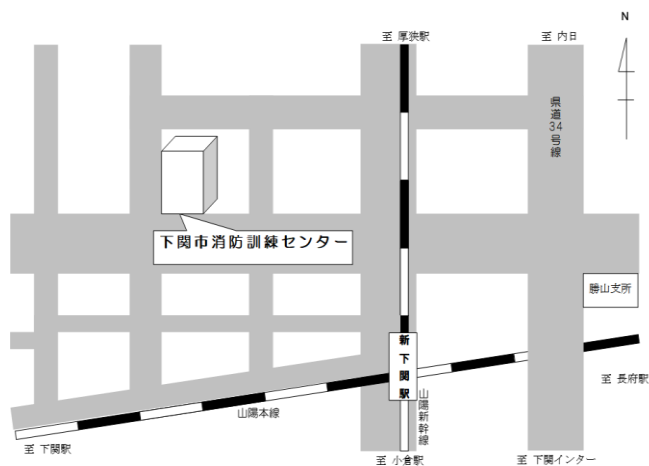 至 厚狭駅
至 内日
N
県道34号線
下関市消防訓練センター
勝山支所
新下関駅
至 長府駅
山陽本線
山陽新幹線
至 下関駅
至 小倉駅
至 下関インター